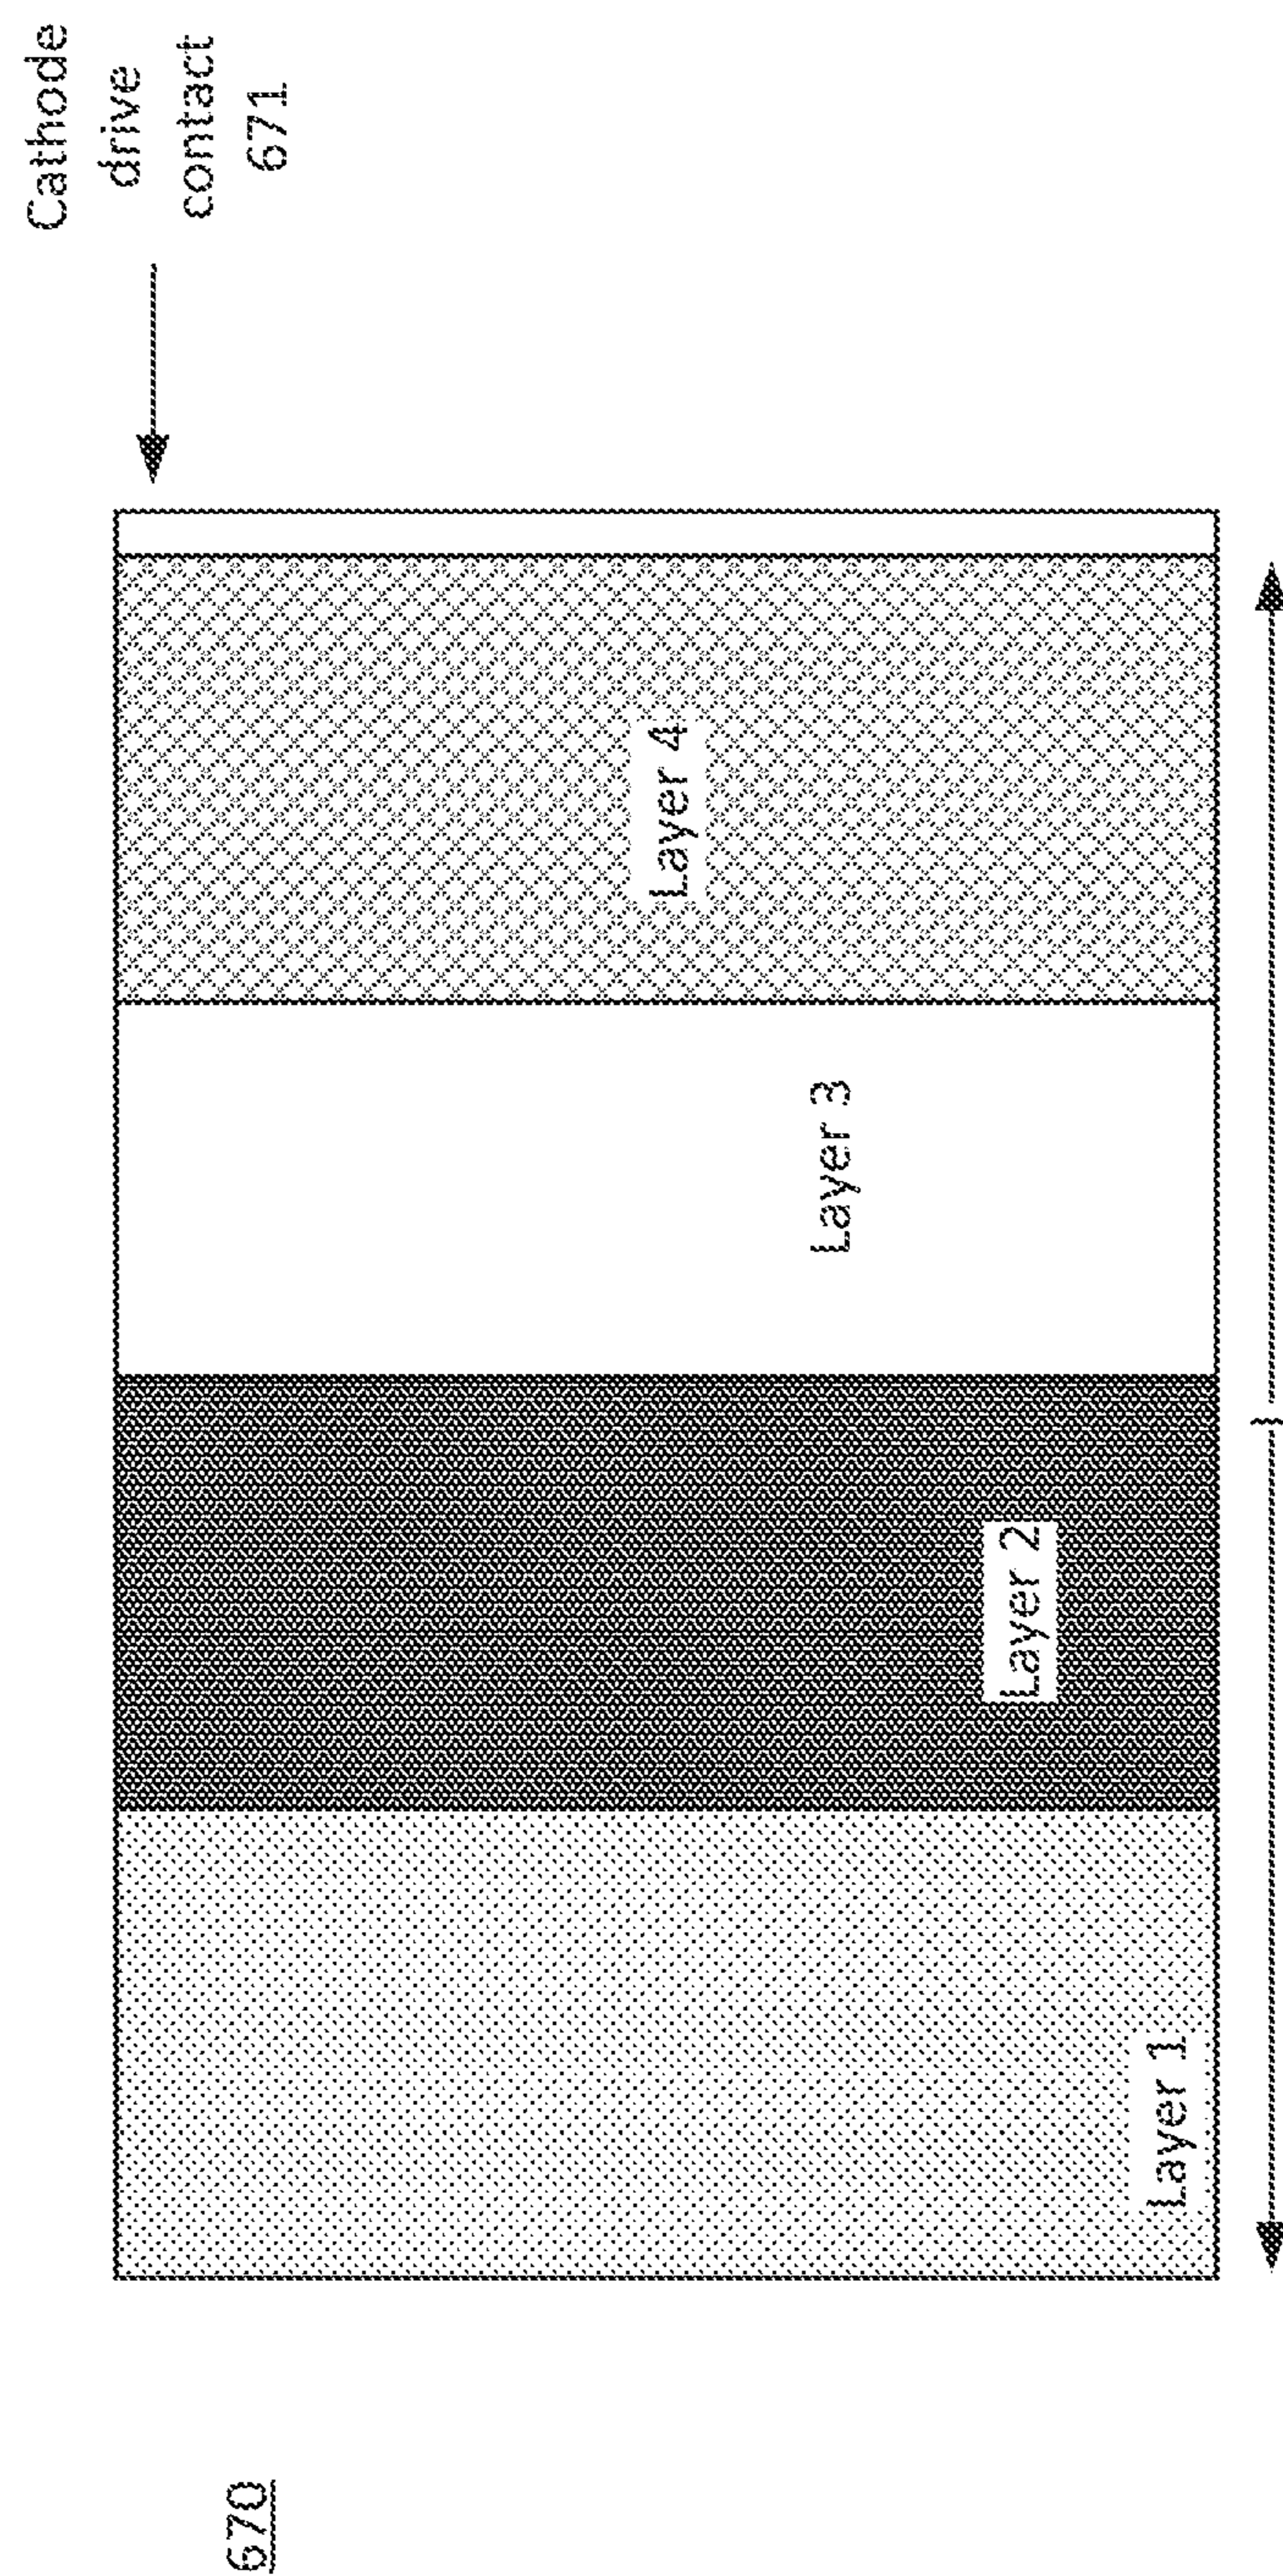 670
Cathode
drive
contact
671
Layer 4
Layer 3
Layer 2
Layer 1